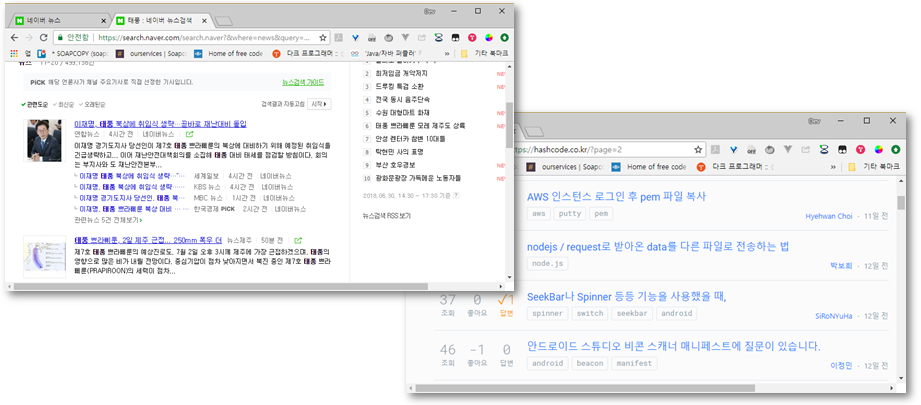 네이버 뉴스
태풍 : 네이버 뉴스검색
안전함 https://search.naver.com/search.naver?&where=news&query=...
앱 * SOAPCOPY (soap ourservices | Soap Home of free code 다크 프로그래머 :: 'Java/자바 퍼즐러' 기타 북마크
PiCK 해당 언론사가 채널 주요기사로 직접 선정한 기사입니다. 뉴스검색 가이드
관련도순 최신순 오래된순 검색결과 자동고침 시작
이재명, 태풍 북상에 취임식 생략…곧바로 재난대비 돌입
연합뉴스 4시간 전 네이버뉴스
이재명 경기도지사 당선인이 제7호 태풍 쁘라삐룬의 북상에 대비하기 위해 예정된 취임식을
긴급생략하고... 이어 재난안전대책회의를 소집해 태풍 대비 태세를 점검할 방침이다. 회의
는 부지사와 도 재난안전본부...
이재명 태풍 북상에 취임식 생략…"... 세계일보 4시간 전 네이버뉴스
이재명, 태풍 북상에 취임식 생략... KBS 뉴스 4시간 전 네이버뉴스
이재명 경기도지사 당선인, 태풍 북... MBC 뉴스 1시간 전 네이버뉴스
이재명, 태풍 쁘라삐룬 북상 대비 ... 한국경제 PiCK 2시간 전 네이버뉴스
관련뉴스 5건 전체보기
태풍 쁘라삐룬, 2일 제주 근접... 250mm 폭우 더 뉴스제주 50분 전
제7호 태풍 쁘라삐룬의 예상진로도. 7월 2일 오후 3시께 제주에 가장 근접하겠으며, 태풍의
영향으로 많은 비가 내릴 전망이다. 중심기압이 점차 낮아지면서 북진 중인 제7호 태풍 쁘라
삐룬(PRAPIROON)의 세력이 점차...
2 최저임금 개악저지
3 드루킹 특검 소환
4 전국 동시 음주단속
5 수원 대형마트 화재
6 태풍 쁘라삐룬 모레 제주도 상륙
7 안성 렌터카 참변 10대들
8 탁현민 사의 표명
9 부산 호우경보
10 광화문광장 가득메운 노동자들
2018.06.30. 14:30 ~ 17:30 기준
뉴스검색 RSS 보기
https://hashcode.co.kr/?page=2
ourservices | Soap Home of free code 다크 프로그래머 :: 기타 북마크
AWS 인스턴스 로그인 후 pem 파일 복사
aws putty pem
Hyehwan Choi · 11일 전
nodejs / request로 받아온 data를 다른 파일로 전송하는 법
node.js
박보희 · 12일 전
37 0 ✓1 SeekBar나 Spinner 등등 기능을 사용했을 때,
조회 좋아요 답변 spinner switch seekbar android
SiRoNYuHa · 12일 전
46 -1 0 안드로이드 스튜디오 비콘 스캐너 매니페스트에 질문이 있습니다.
조회 좋아요 답변 android beacon manifest
이정민 · 12일 전